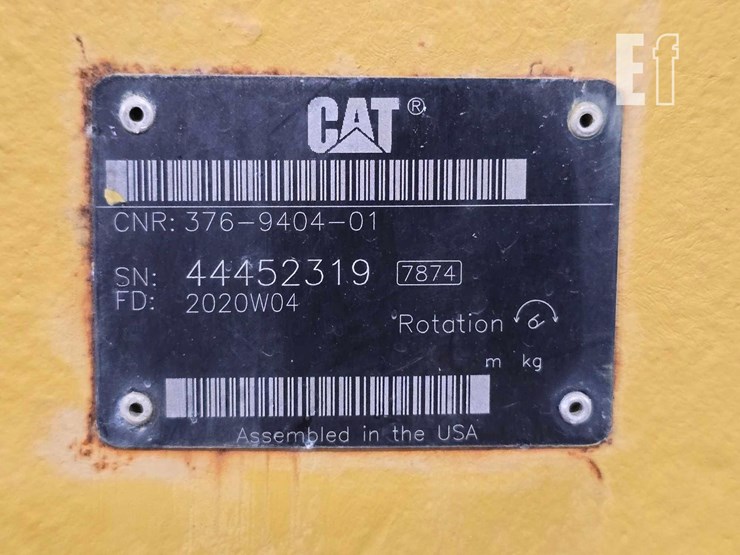 Ef
CAT®
CNR: 376-9404-01
SN: 44452319 7874
FD: 2020W04
Rotation
m kg
Assembled in the USA